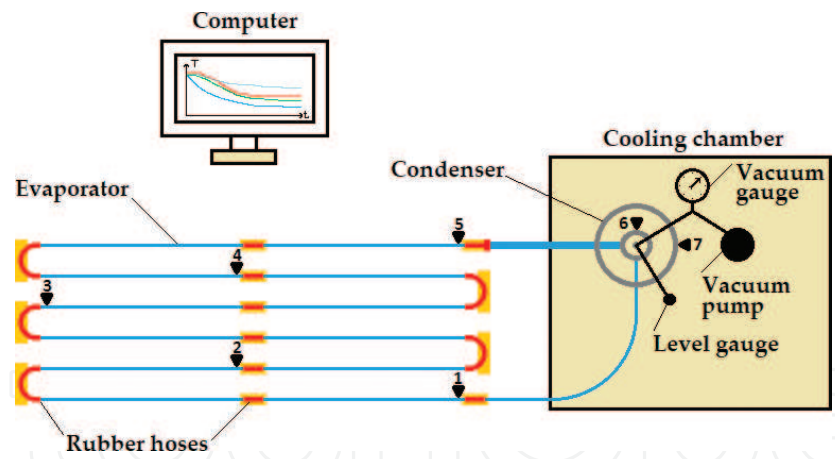 Computer
T
t
Cooling chamber
Condenser
Vacuum
gauge
Evaporator
5
6
7
4
3
Vacuum
pump
Level gauge
2
1
Rubber hoses